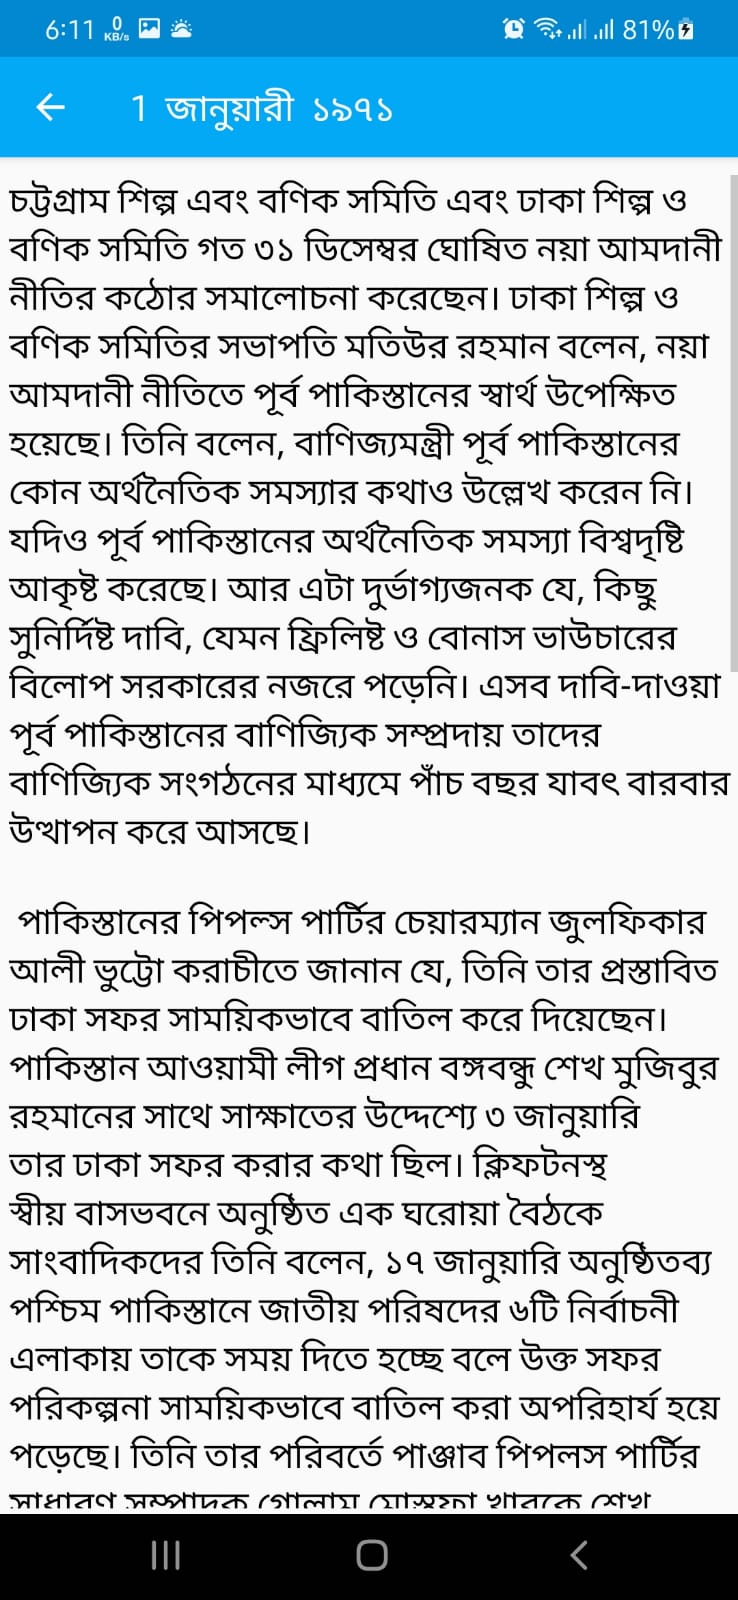 6:11 0 KB/s 81%
1 জানুয়ারী ১৯৭১
চট্টগ্রাম শিল্প এবং বণিক সমিতি এবং ঢাকা শিল্প ও
বণিক সমিতি গত ৩১ ডিসেম্বর ঘোষিত নয়া আমদানী
নীতির কঠোর সমালোচনা করেছেন। ঢাকা শিল্প ও
বণিক সমিতির সভাপতি মতিউর রহমান বলেন, নয়া
আমদানী নীতিতে পূর্ব পাকিস্তানের স্বার্থ উপেক্ষিত
হয়েছে। তিনি বলেন, বাণিজ্যমন্ত্রী পূর্ব পাকিস্তানের
কোন অর্থনৈতিক সমস্যার কথাও উল্লেখ করেন নি।
যদিও পূর্ব পাকিস্তানের অর্থনৈতিক সমস্যা বিশ্বদৃষ্টি
আকৃষ্ট করেছে। আর এটা দুর্ভাগ্যজনক যে, কিছু
সুনির্দিষ্ট দাবি, যেমন ফ্রিলিষ্ট ও বোনাস ভাউচারের
বিলোপ সরকারের নজরে পড়েনি। এসব দাবি-দাওয়া
পূর্ব পাকিস্তানের বাণিজ্যিক সম্প্রদায় তাদের
বাণিজ্যিক সংগঠনের মাধ্যমে পাঁচ বছর যাবৎ বারবার
উত্থাপন করে আসছে।
পাকিস্তানের পিপল্স পার্টির চেয়ারম্যান জুলফিকার
আলী ভুট্টো করাচীতে জানান যে, তিনি তার প্রস্তাবিত
ঢাকা সফর সাময়িকভাবে বাতিল করে দিয়েছেন।
পাকিস্তান আওয়ামী লীগ প্রধান বঙ্গবন্ধু শেখ মুজিবুর
রহমানের সাথে সাক্ষাতের উদ্দেশ্যে ৩ জানুয়ারি
তার ঢাকা সফর করার কথা ছিল। ক্লিফটনস্থ
স্বীয় বাসভবনে অনুষ্ঠিত এক ঘরোয়া বৈঠকে
সাংবাদিকদের তিনি বলেন, ১৭ জানুয়ারি অনুষ্ঠিতব্য
পশ্চিম পাকিস্তানে জাতীয় পরিষদের ৬টি নির্বাচনী
এলাকায় তাকে সময় দিতে হচ্ছে বলে উক্ত সফর
পরিকল্পনা সাময়িকভাবে বাতিল করা অপরিহার্য হয়ে
পড়েছে। তিনি তার পরিবর্তে পাঞ্জাব পিপলস পার্টির
সাধারণ সম্পাদক গোলাম মোস্তফা খারকে শেখ